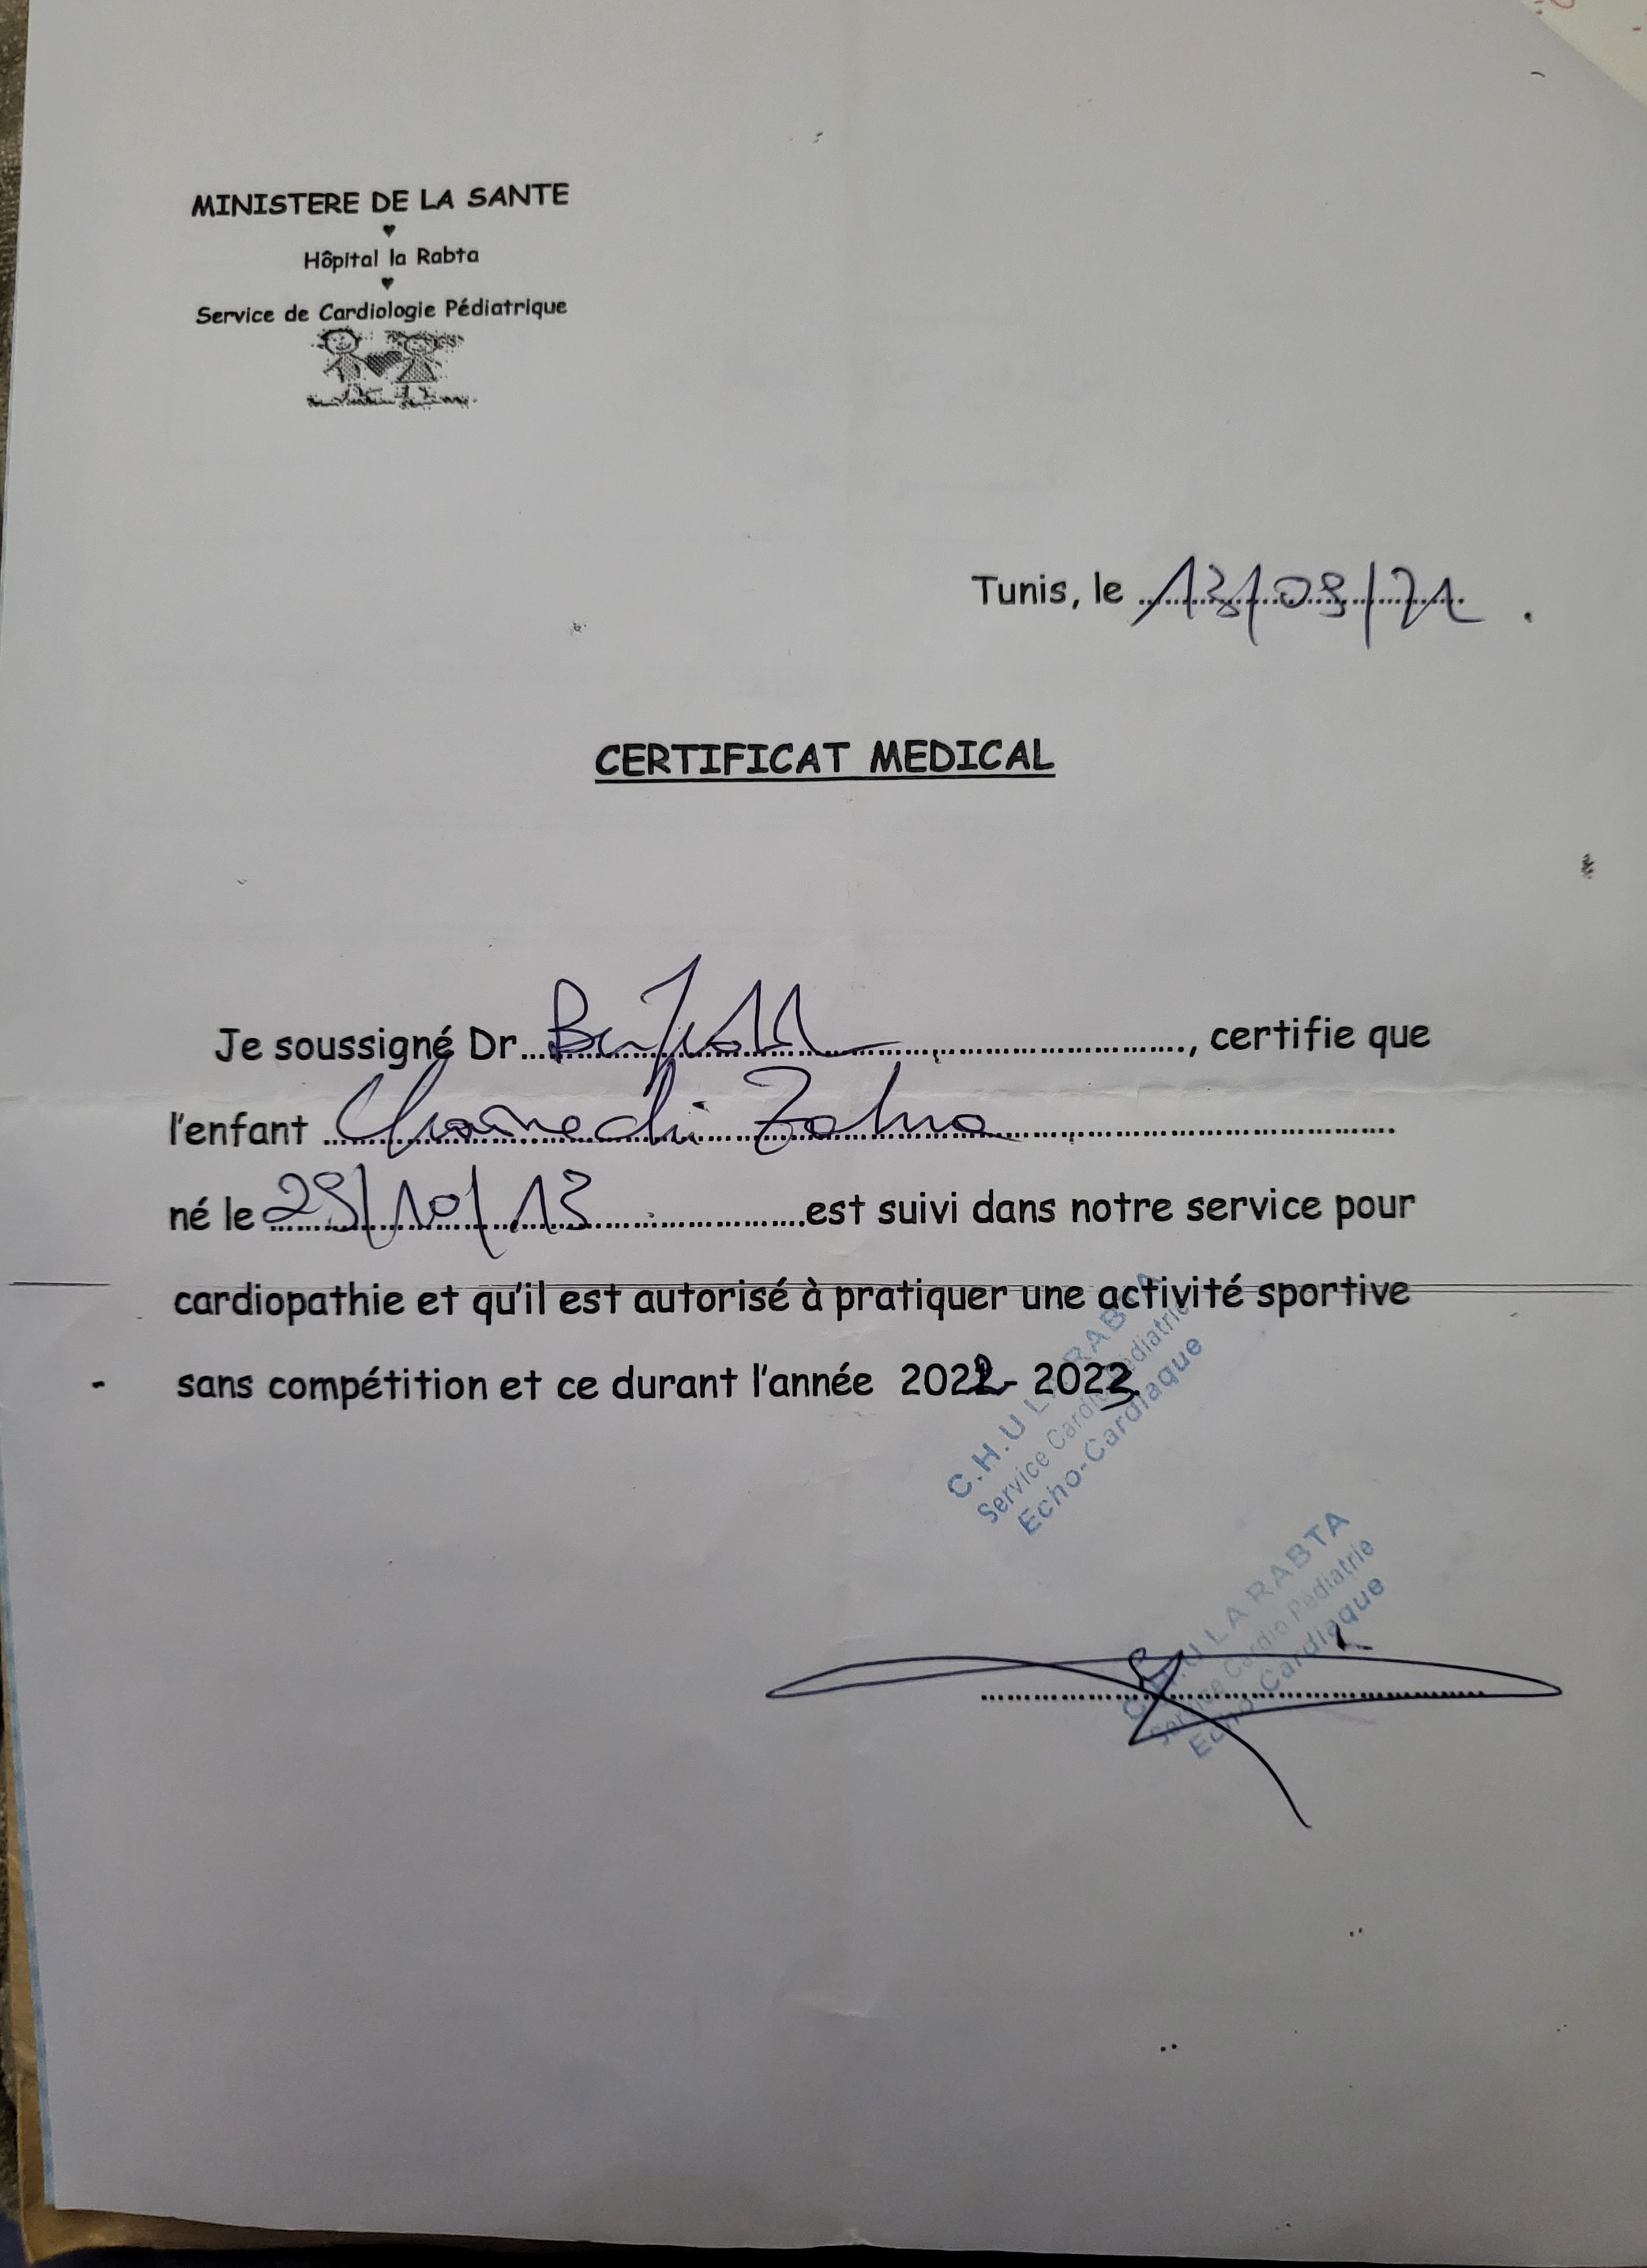 MINISTERE DE LA SANTE
Hôpital la Rabta
Service de Cardiologie Pédiatrique
Tunis, le
CERTIFICAT MEDICAL
Je soussigné Dr , certifie que
l'enfant Zohra
né le 29/10/13 est suivi dans notre service pour
cardiopathie et qu'il est autorisé à pratiquer une activité sportive
sans compétition et ce durant l'année 2022- 2023.
C.H.U LA RABTA
Service Cardio Pédiatrie
Echo-Cardiaque
C.H.U LA RABTA
Service Cardio Pédiatrie
Echo-Cardiaque